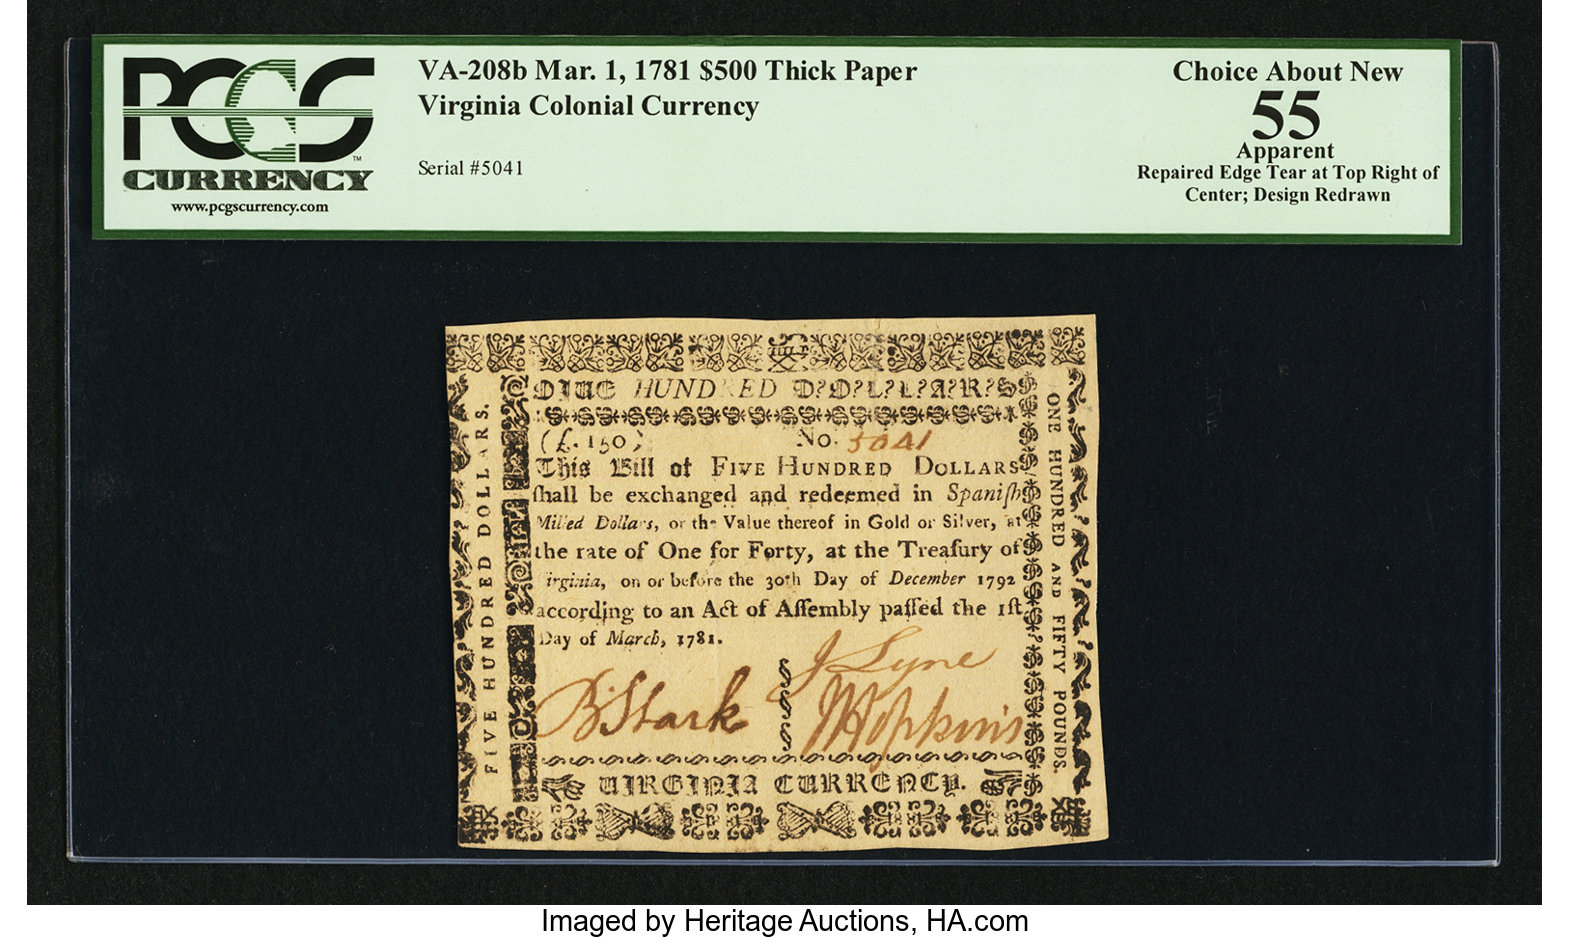 PCGS
TM
CURRENCY
www.pcgscurrency.com
VA-208b Mar. 1, 1781 $500 Thick Paper
Virginia Colonial Currency
Serial #5041
Choice About New
55
Apparent
Repaired Edge Tear at Top Right of
Center; Design Redrawn
FIVE HUNDRED DOLLARS.
FIVE HUNDRED D?O?L?L?A?R?S
(£. 150)
No. 5041
This Bill of FIVE HUNDRED DOLLARS
ſhall be exchanged and redeemed in Spaniſh
Milled Dollars, or the Value thereof in Gold or Silver, at
the rate of One for Forty, at the Treaſury of
Virginia, on or before the 30th Day of December 1792
according to an Act of Aſſembly paſſed the 1ſt.
Day of March, 1781.
J Lyne
B Stark
W Hopkins
VIRGINIA CURRENCY.
ONE HUNDRED AND FIFTY POUNDS.
Imaged by Heritage Auctions, HA.com